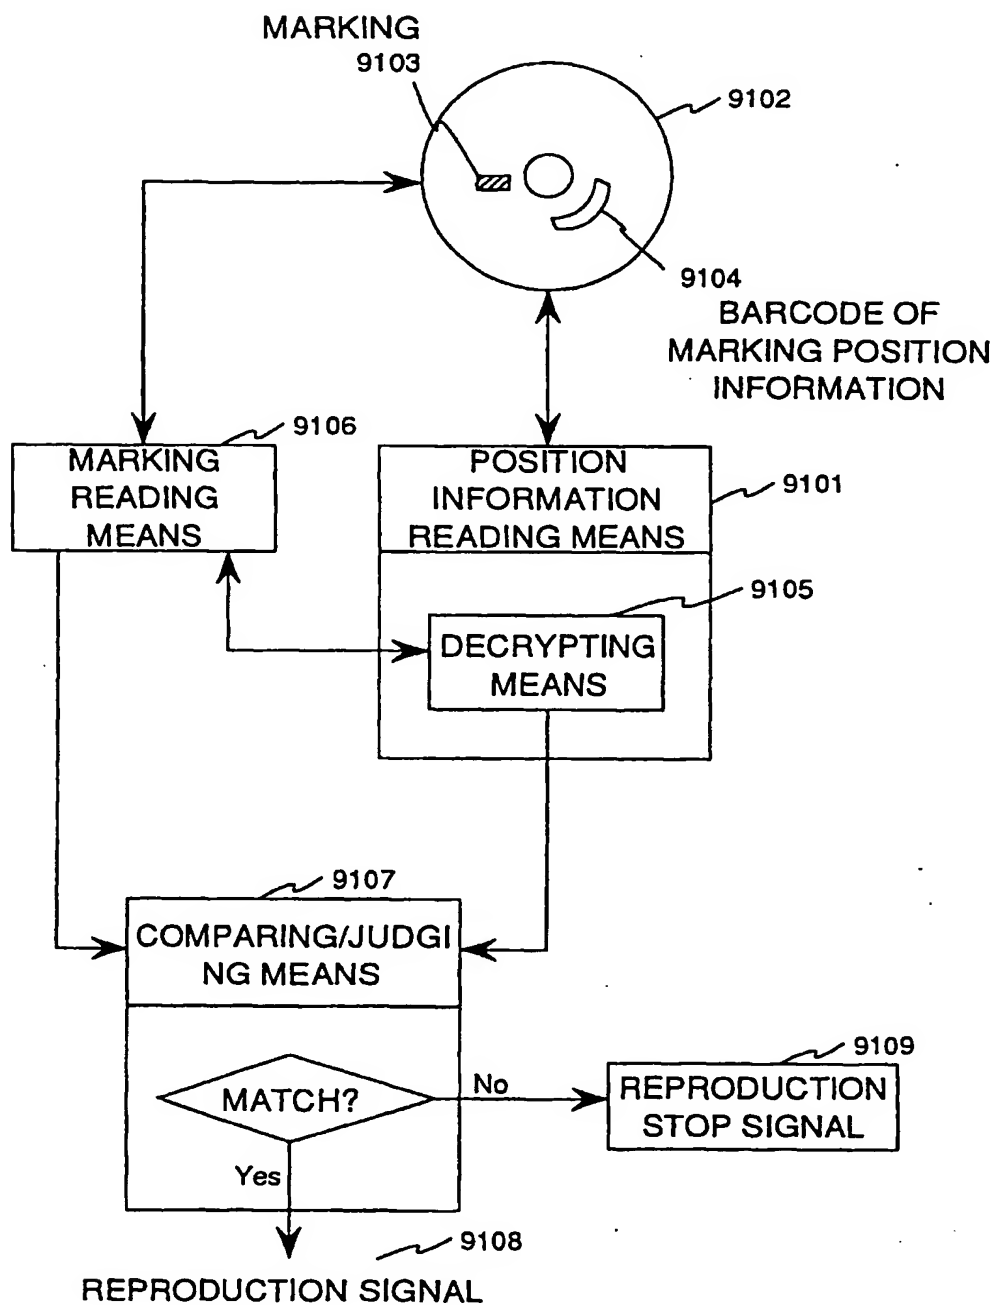 MARKING
9103
9102
9104
BARCODE OF
MARKING POSITION
INFORMATION
9106
MARKING
READING
MEANS
POSITION
INFORMATION
READING MEANS
9101
9105
DECRYPTING
MEANS
9107
COMPARING/JUDGI
NG MEANS
MATCH?
No
9109
REPRODUCTION
STOP SIGNAL
Yes
9108
REPRODUCTION SIGNAL